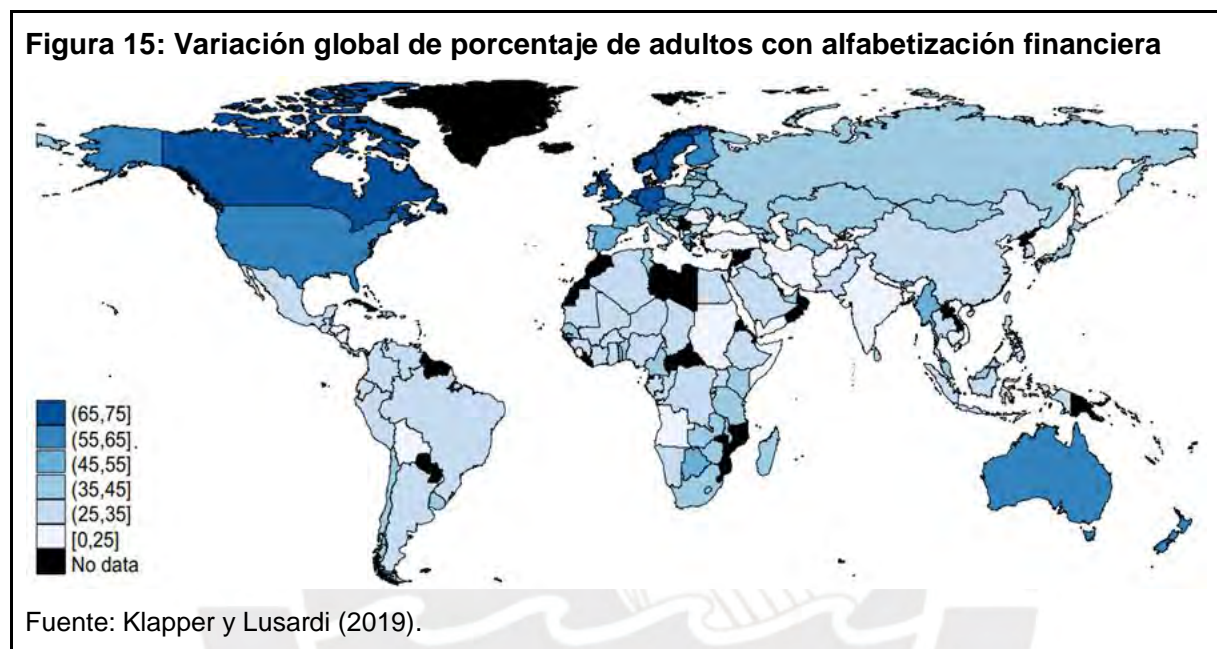 Figura 15: Variación global de porcentaje de adultos con alfabetización financiera
(65,75]
(55,65].
(45,55]
(35,45]
(25,35]
[0,25]
No data
Fuente: Klapper y Lusardi (2019).